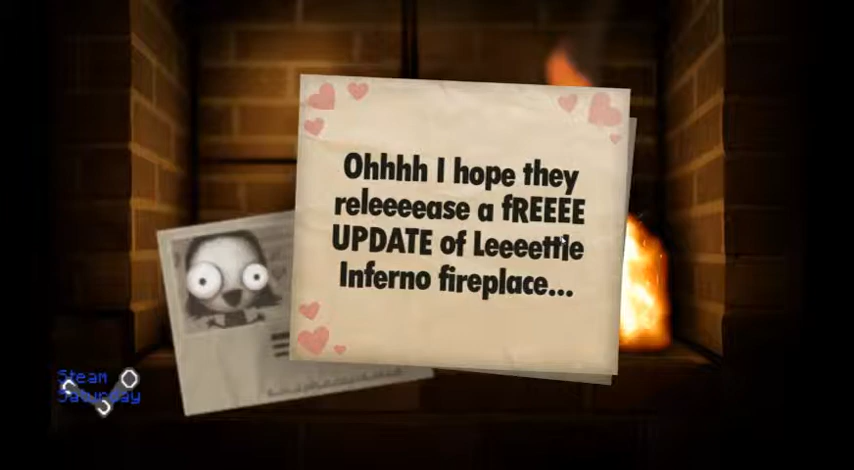 Ohhhh I hope they
releeeease a fREEEE
UPDATE of Leeeettle
Inferno fireplace...
Steam
Saturday